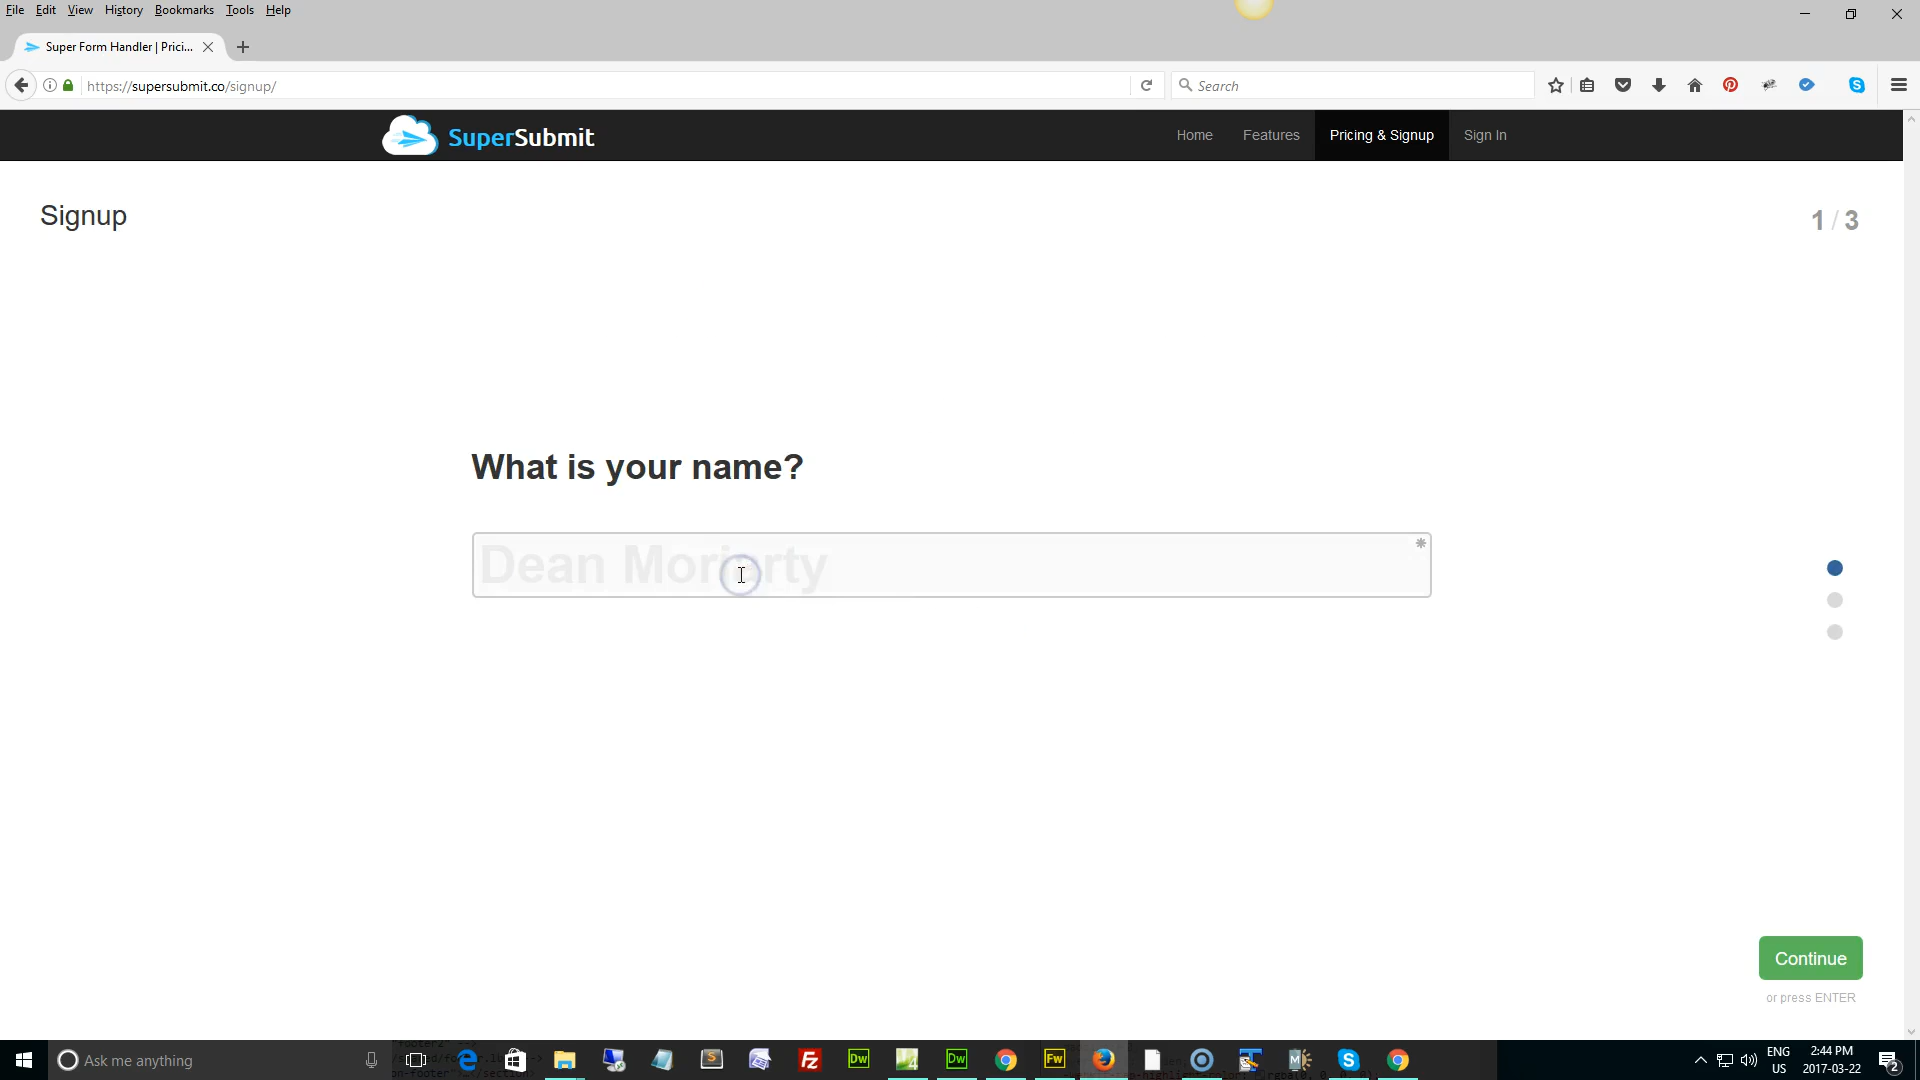 File Edit View History Bookmarks Tools Help
Super Form Handler | Prici...
https://supersubmit.co/signup/
Search
SuperSubmit
Home Features Pricing & Signup Sign In
Signup
1 / 3
What is your name?
Dean Moriarty
Continue
or press ENTER
Ask me anything
ENG
US
2:44 PM
2017-03-22
2